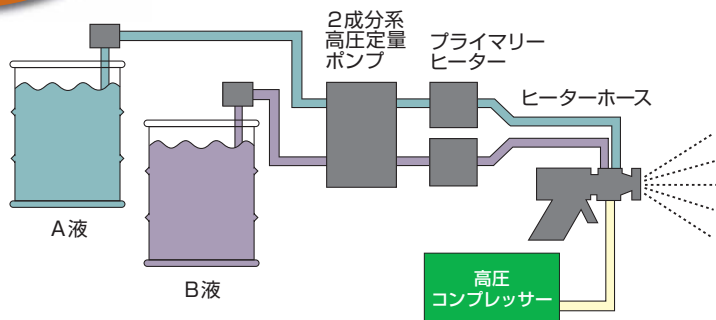 2成分系
高圧定量
ポンプ
プライマリー
ヒーター
ヒーターホース
A液
B液
高圧
コンプレッサー